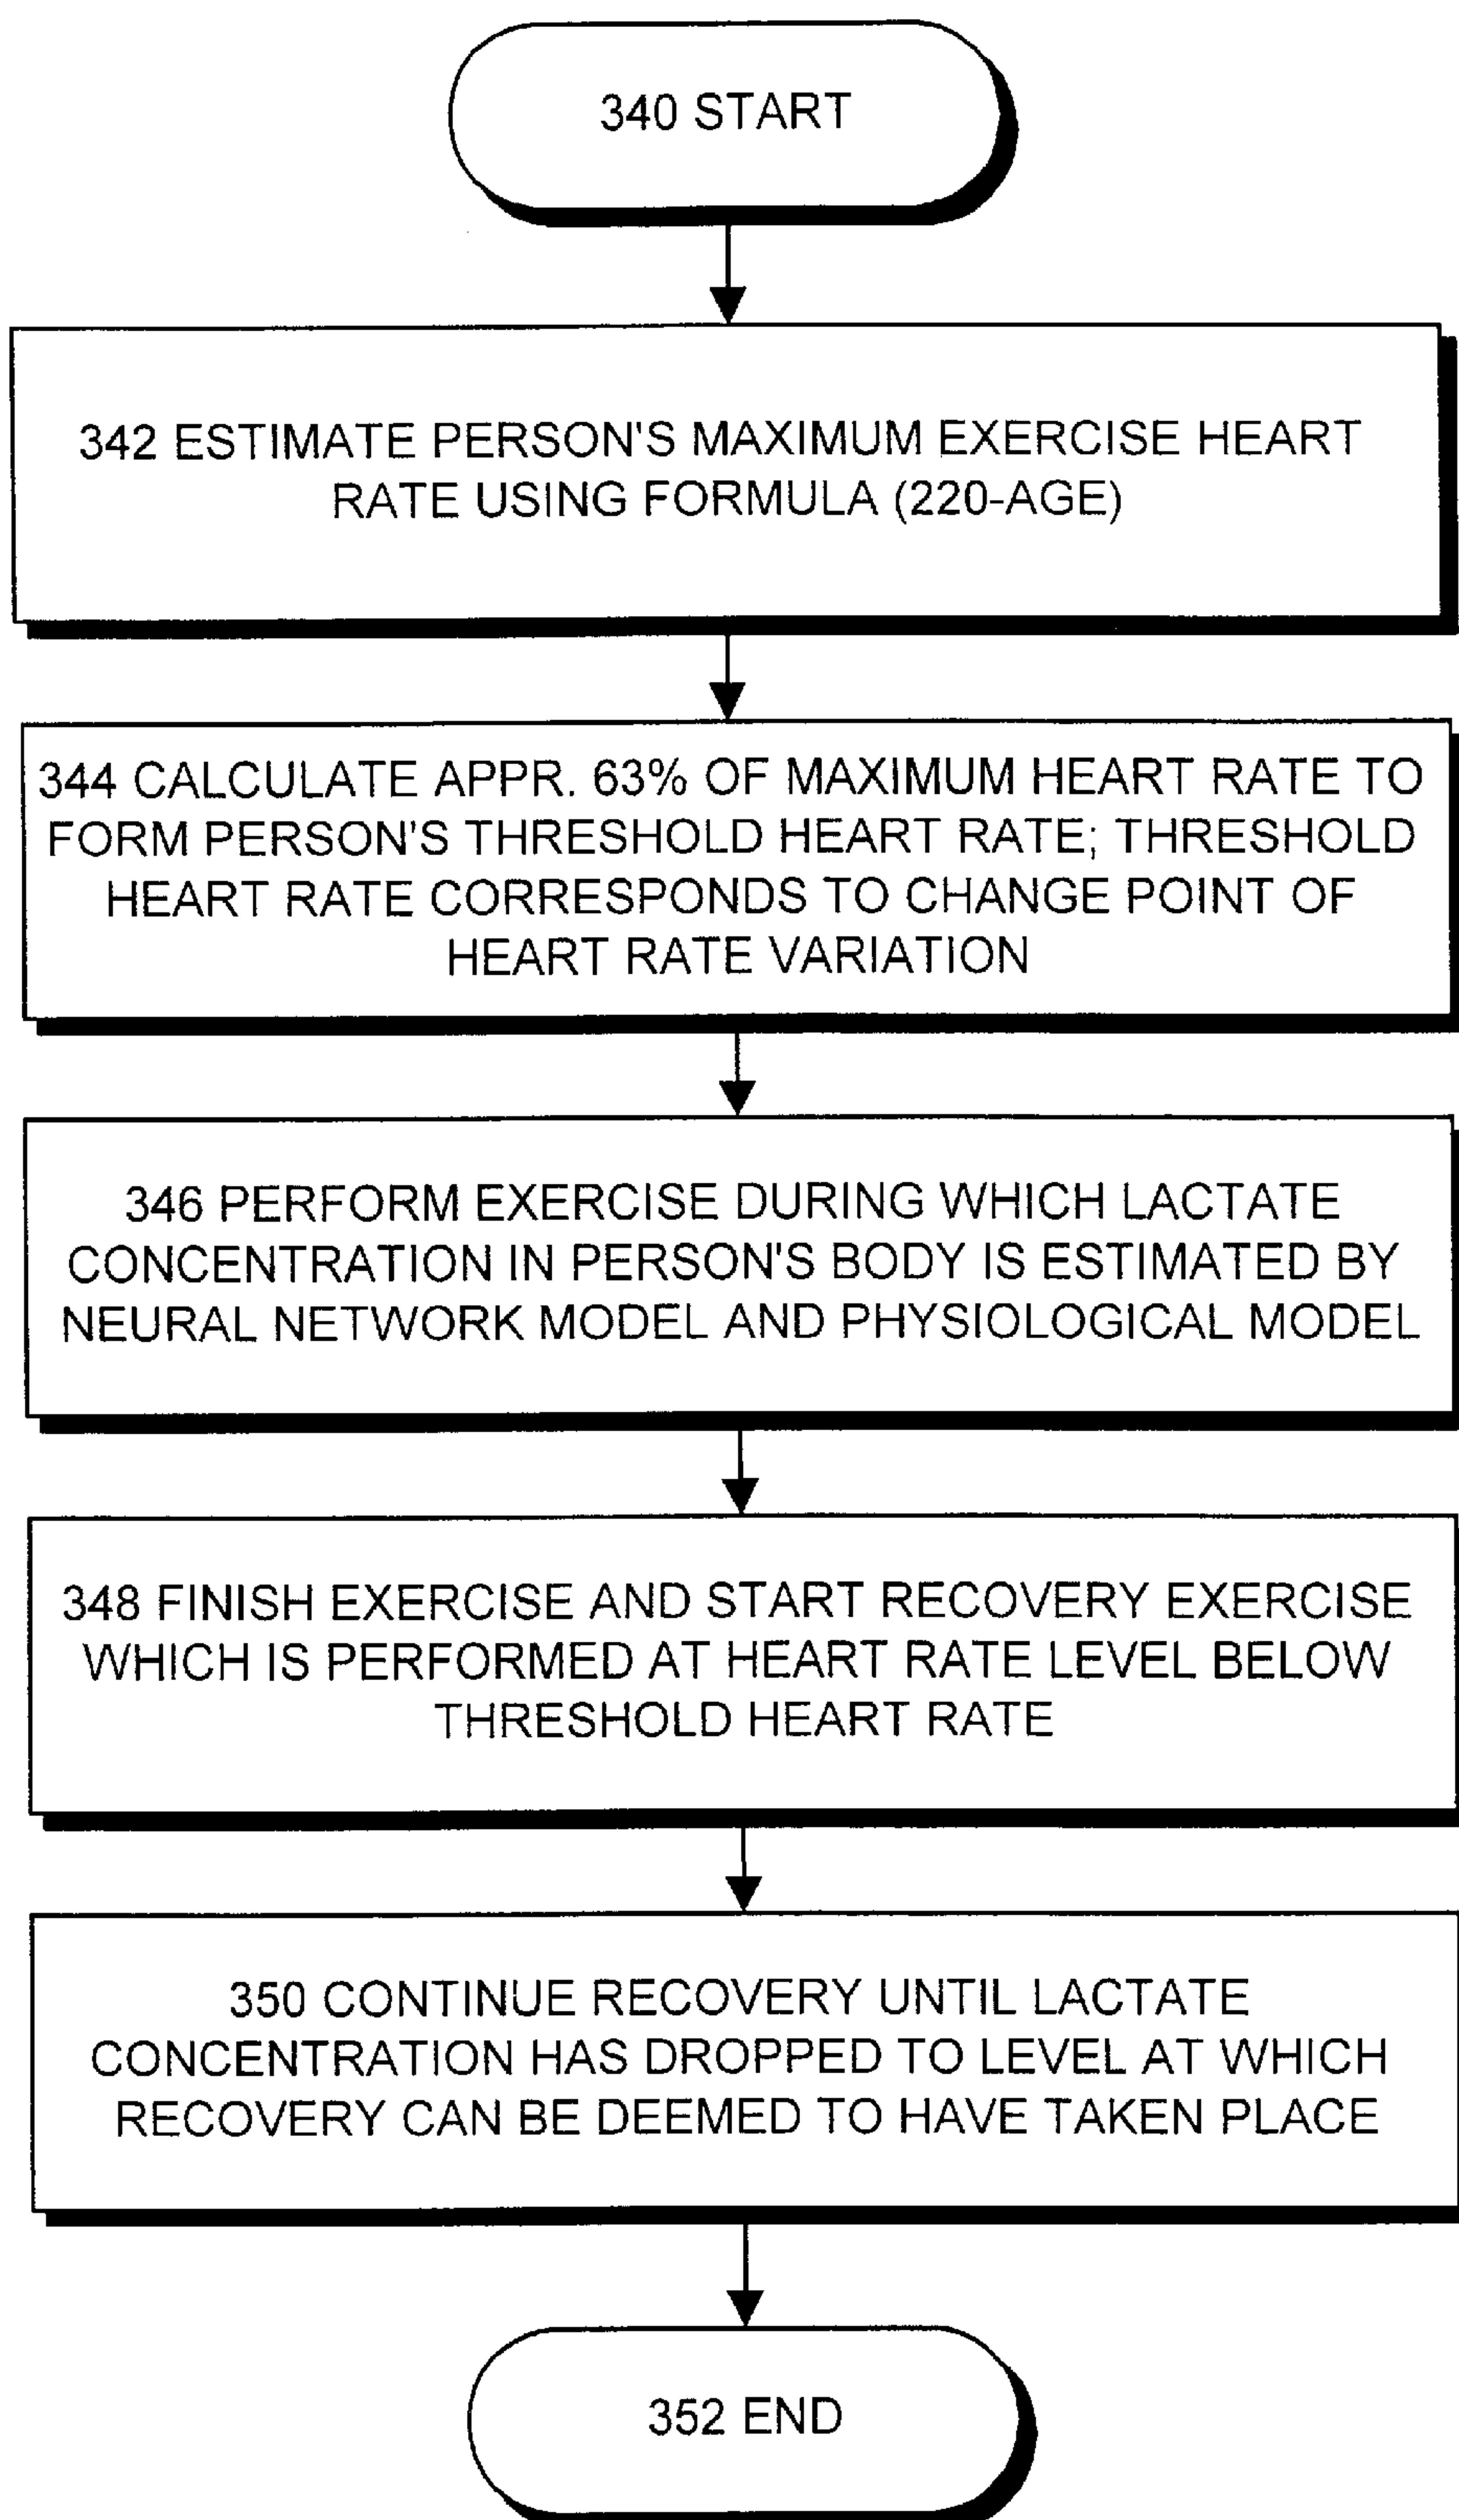 340 START
342 ESTIMATE PERSON'S MAXIMUM EXERCISE HEART
RATE USING FORMULA (220-AGE)
344 CALCULATE APPR. 63% OF MAXIMUM HEART RATE TO
FORM PERSON'S THRESHOLD HEART RATE; THRESHOLD
HEART RATE CORRESPONDS TO CHANGE POINT OF
HEART RATE VARIATION
346 PERFORM EXERCISE DURING WHICH LACTATE
CONCENTRATION IN PERSON'S BODY IS ESTIMATED BY
NEURAL NETWORK MODEL AND PHYSIOLOGICAL MODEL
348 FINISH EXERCISE AND START RECOVERY EXERCISE
WHICH IS PERFORMED AT HEART RATE LEVEL BELOW
THRESHOLD HEART RATE
350 CONTINUE RECOVERY UNTIL LACTATE
CONCENTRATION HAS DROPPED TO LEVEL AT WHICH
RECOVERY CAN BE DEEMED TO HAVE TAKEN PLACE
352 END